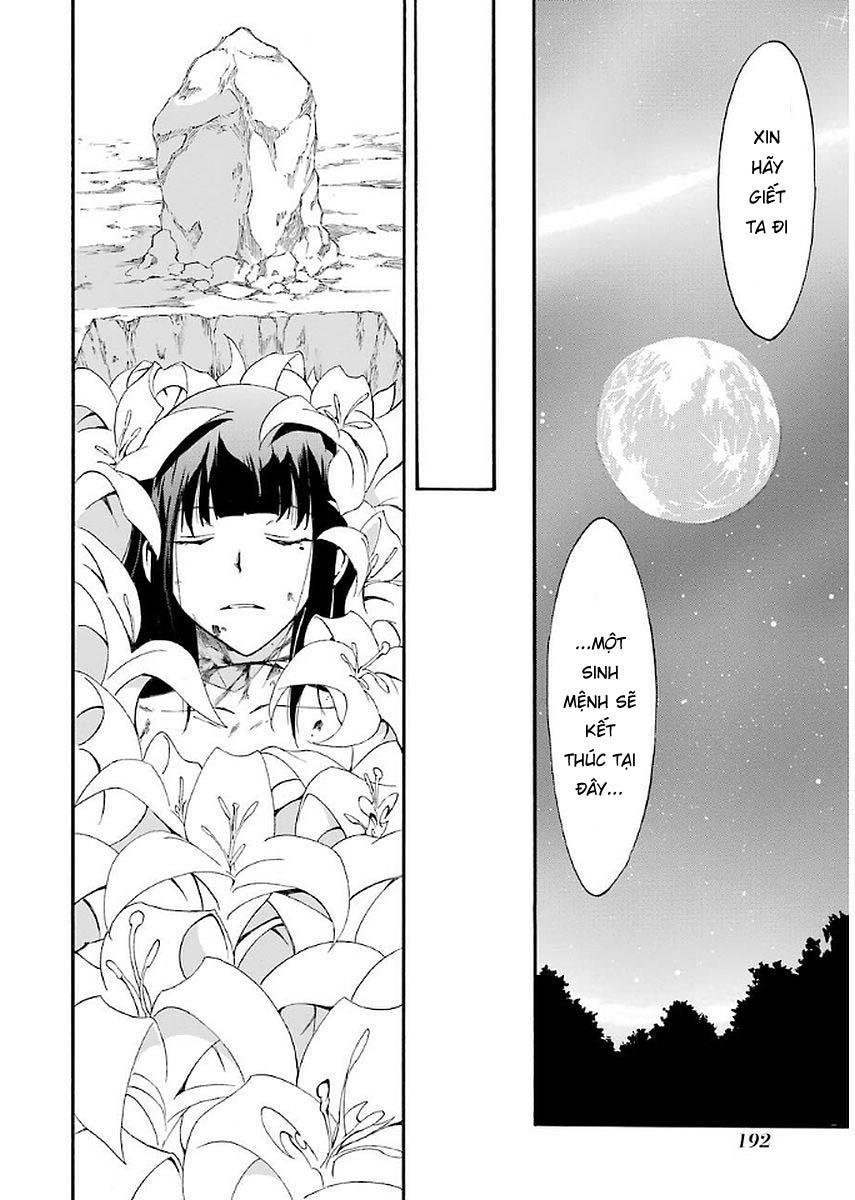 XIN
HÃY
GIẾT
TA ĐI
...MỘT
SINH
MỆNH SẼ
KẾT
THÚC TẠI
ĐÂY...
192